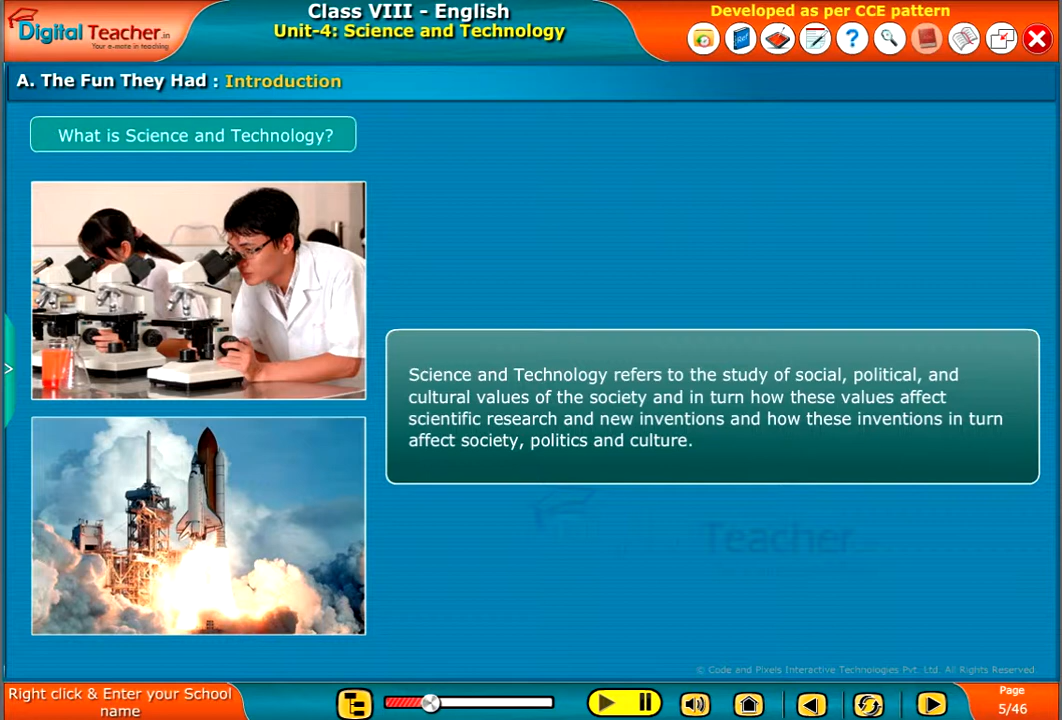 Digital Teacher.in
Your e-mate in teaching
Class VIII - English
Unit-4: Science and Technology
Developed as per CCE pattern
Ref
?
A. The Fun They Had : Introduction
What is Science and Technology?
Science and Technology refers to the study of social, political, and
cultural values of the society and in turn how these values affect
scientific research and new inventions and how these inventions in turn
affect society, politics and culture.
Teacher
© Code and Pixels Interactive Technologies Pvt. Ltd. All Rights Reserved.
Right click & Enter your School
name
Page
5/46